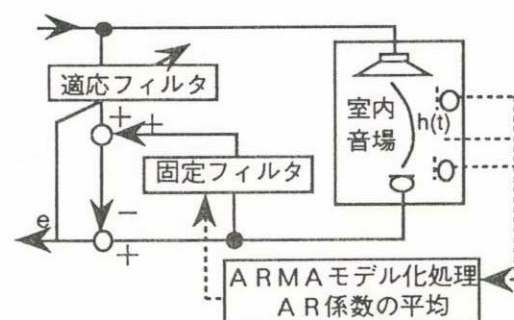 適応フィルタ
+
+
固定フィルタ
e
−
+
室内
音場
h(t)
ARMAモデル化処理
AR係数の平均